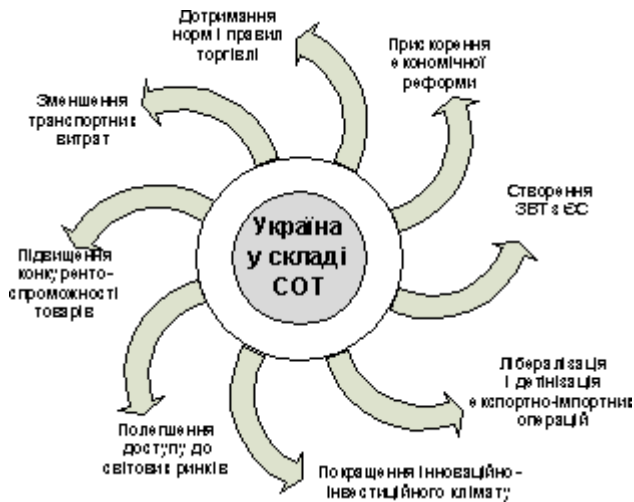 Дотримання
норм і правил
торгівлі
Прискорення
економічної
реформи
Створення
ЗВТ з ЄС
Лібералізація
і детінізація
експортно-імпортних
операцій
Покращення інноваційно-
інвестиційного клімату
Полегшення
доступу до
світових ринків
Підвищення
конкуренто-
спроможності
товарів
Зменшення
транспортних
витрат
Україна
у складі
СОТ